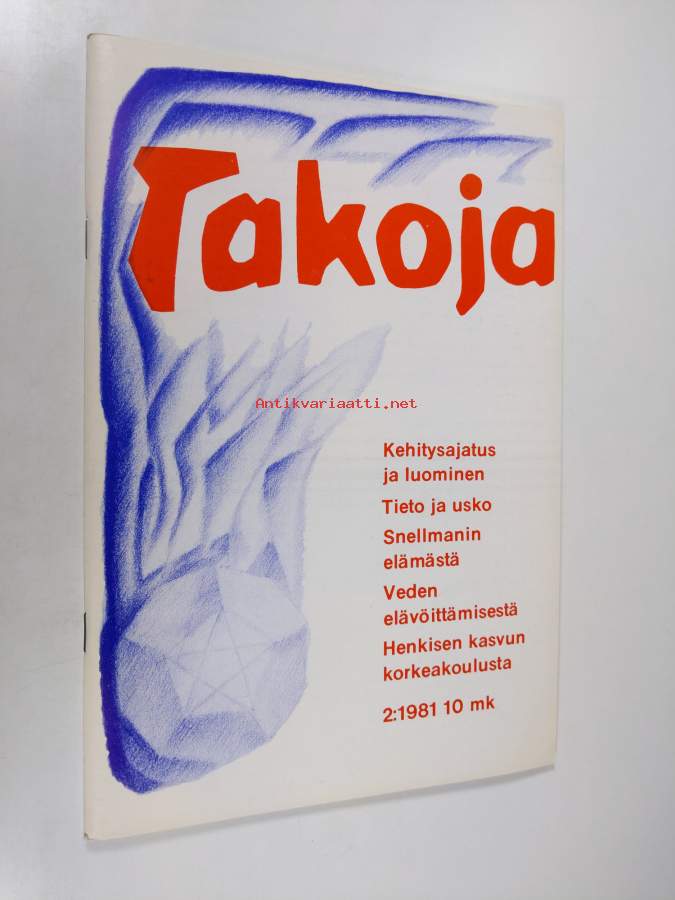 Takoja
Antikvariaatti.net
Kehitysajatus
ja luominen
Tieto ja usko
Snellmanin
elämästä
Veden
elävöittämisestä
Henkisen kasvun
korkeakoulusta
2:1981 10 mk